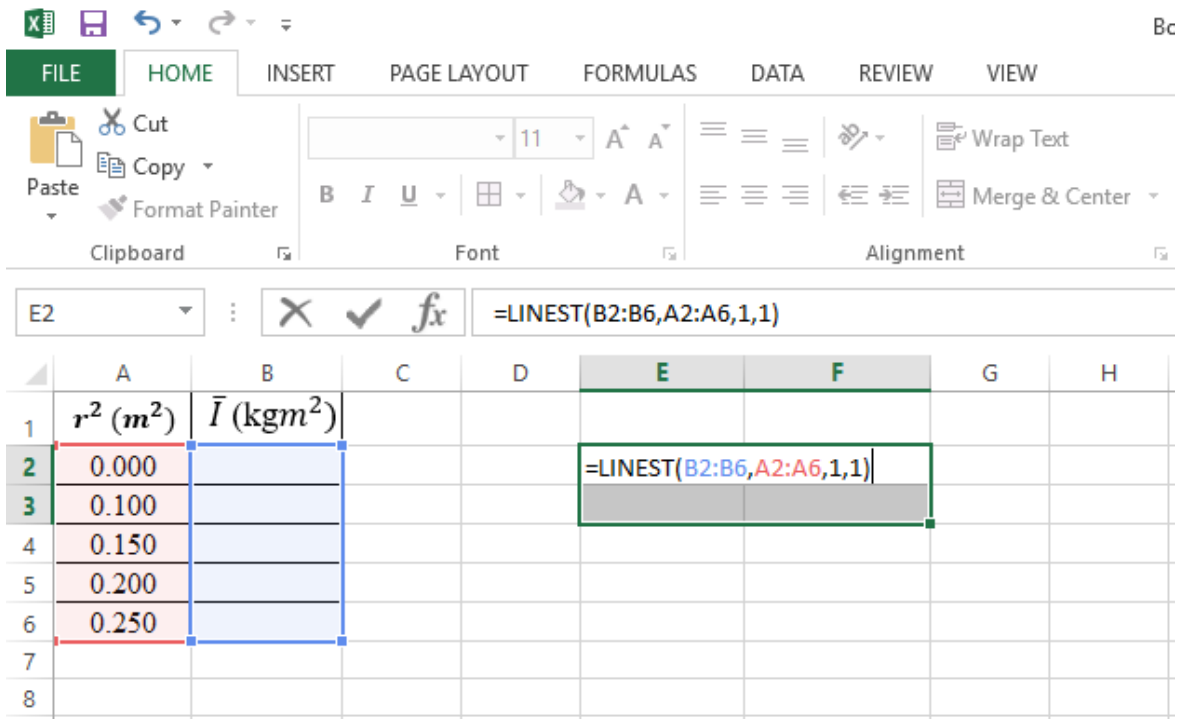 Bo
FILE HOME INSERT PAGE LAYOUT FORMULAS DATA REVIEW VIEW
Cut
11 A A Wrap Text
Copy
Paste
Format Painter B I U A Merge & Center
Clipboard Font Alignment
E2 fx =LINEST(B2:B6,A2:A6,1,1)
A B C D E F G H
1 r² (m²) Ī (kgm²)
2 0.000 =LINEST(B2:B6,A2:A6,1,1)
3 0.100
4 0.150
5 0.200
6 0.250
7
8